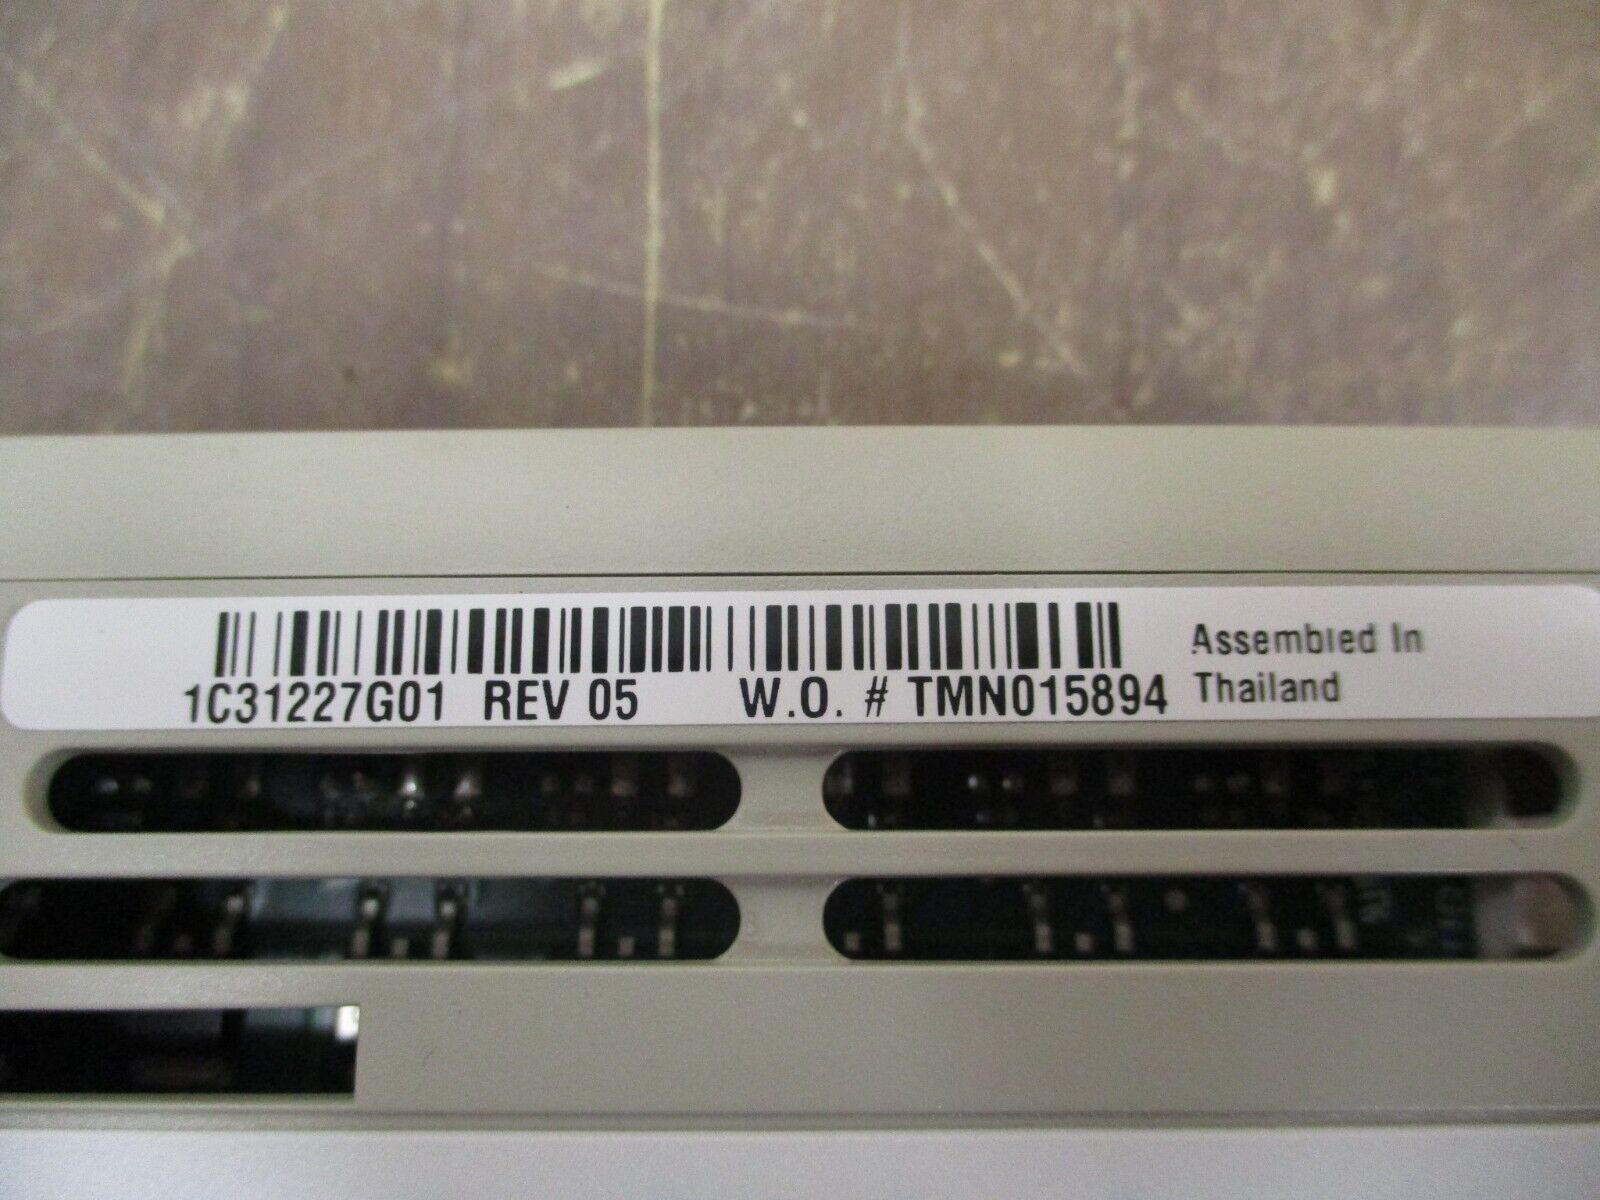 1C31227G01 REV 05 W.O. # TMN015894
Assembled In
Thailand